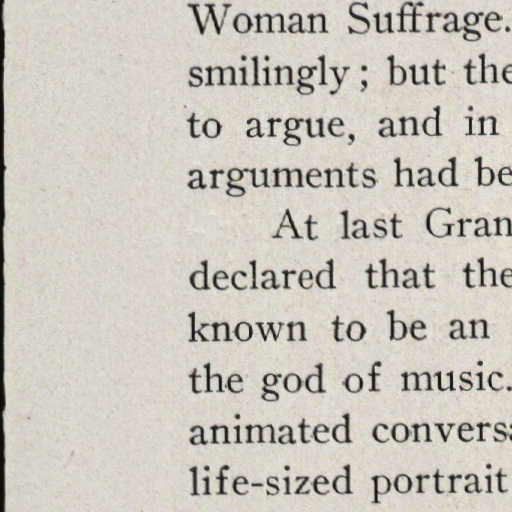 Woman Suffrage.
smilingly; but the
to argue, and in
arguments had be
At last Gran
declared that the
known to be an
the god of music.
animated convers
life-sized portrait